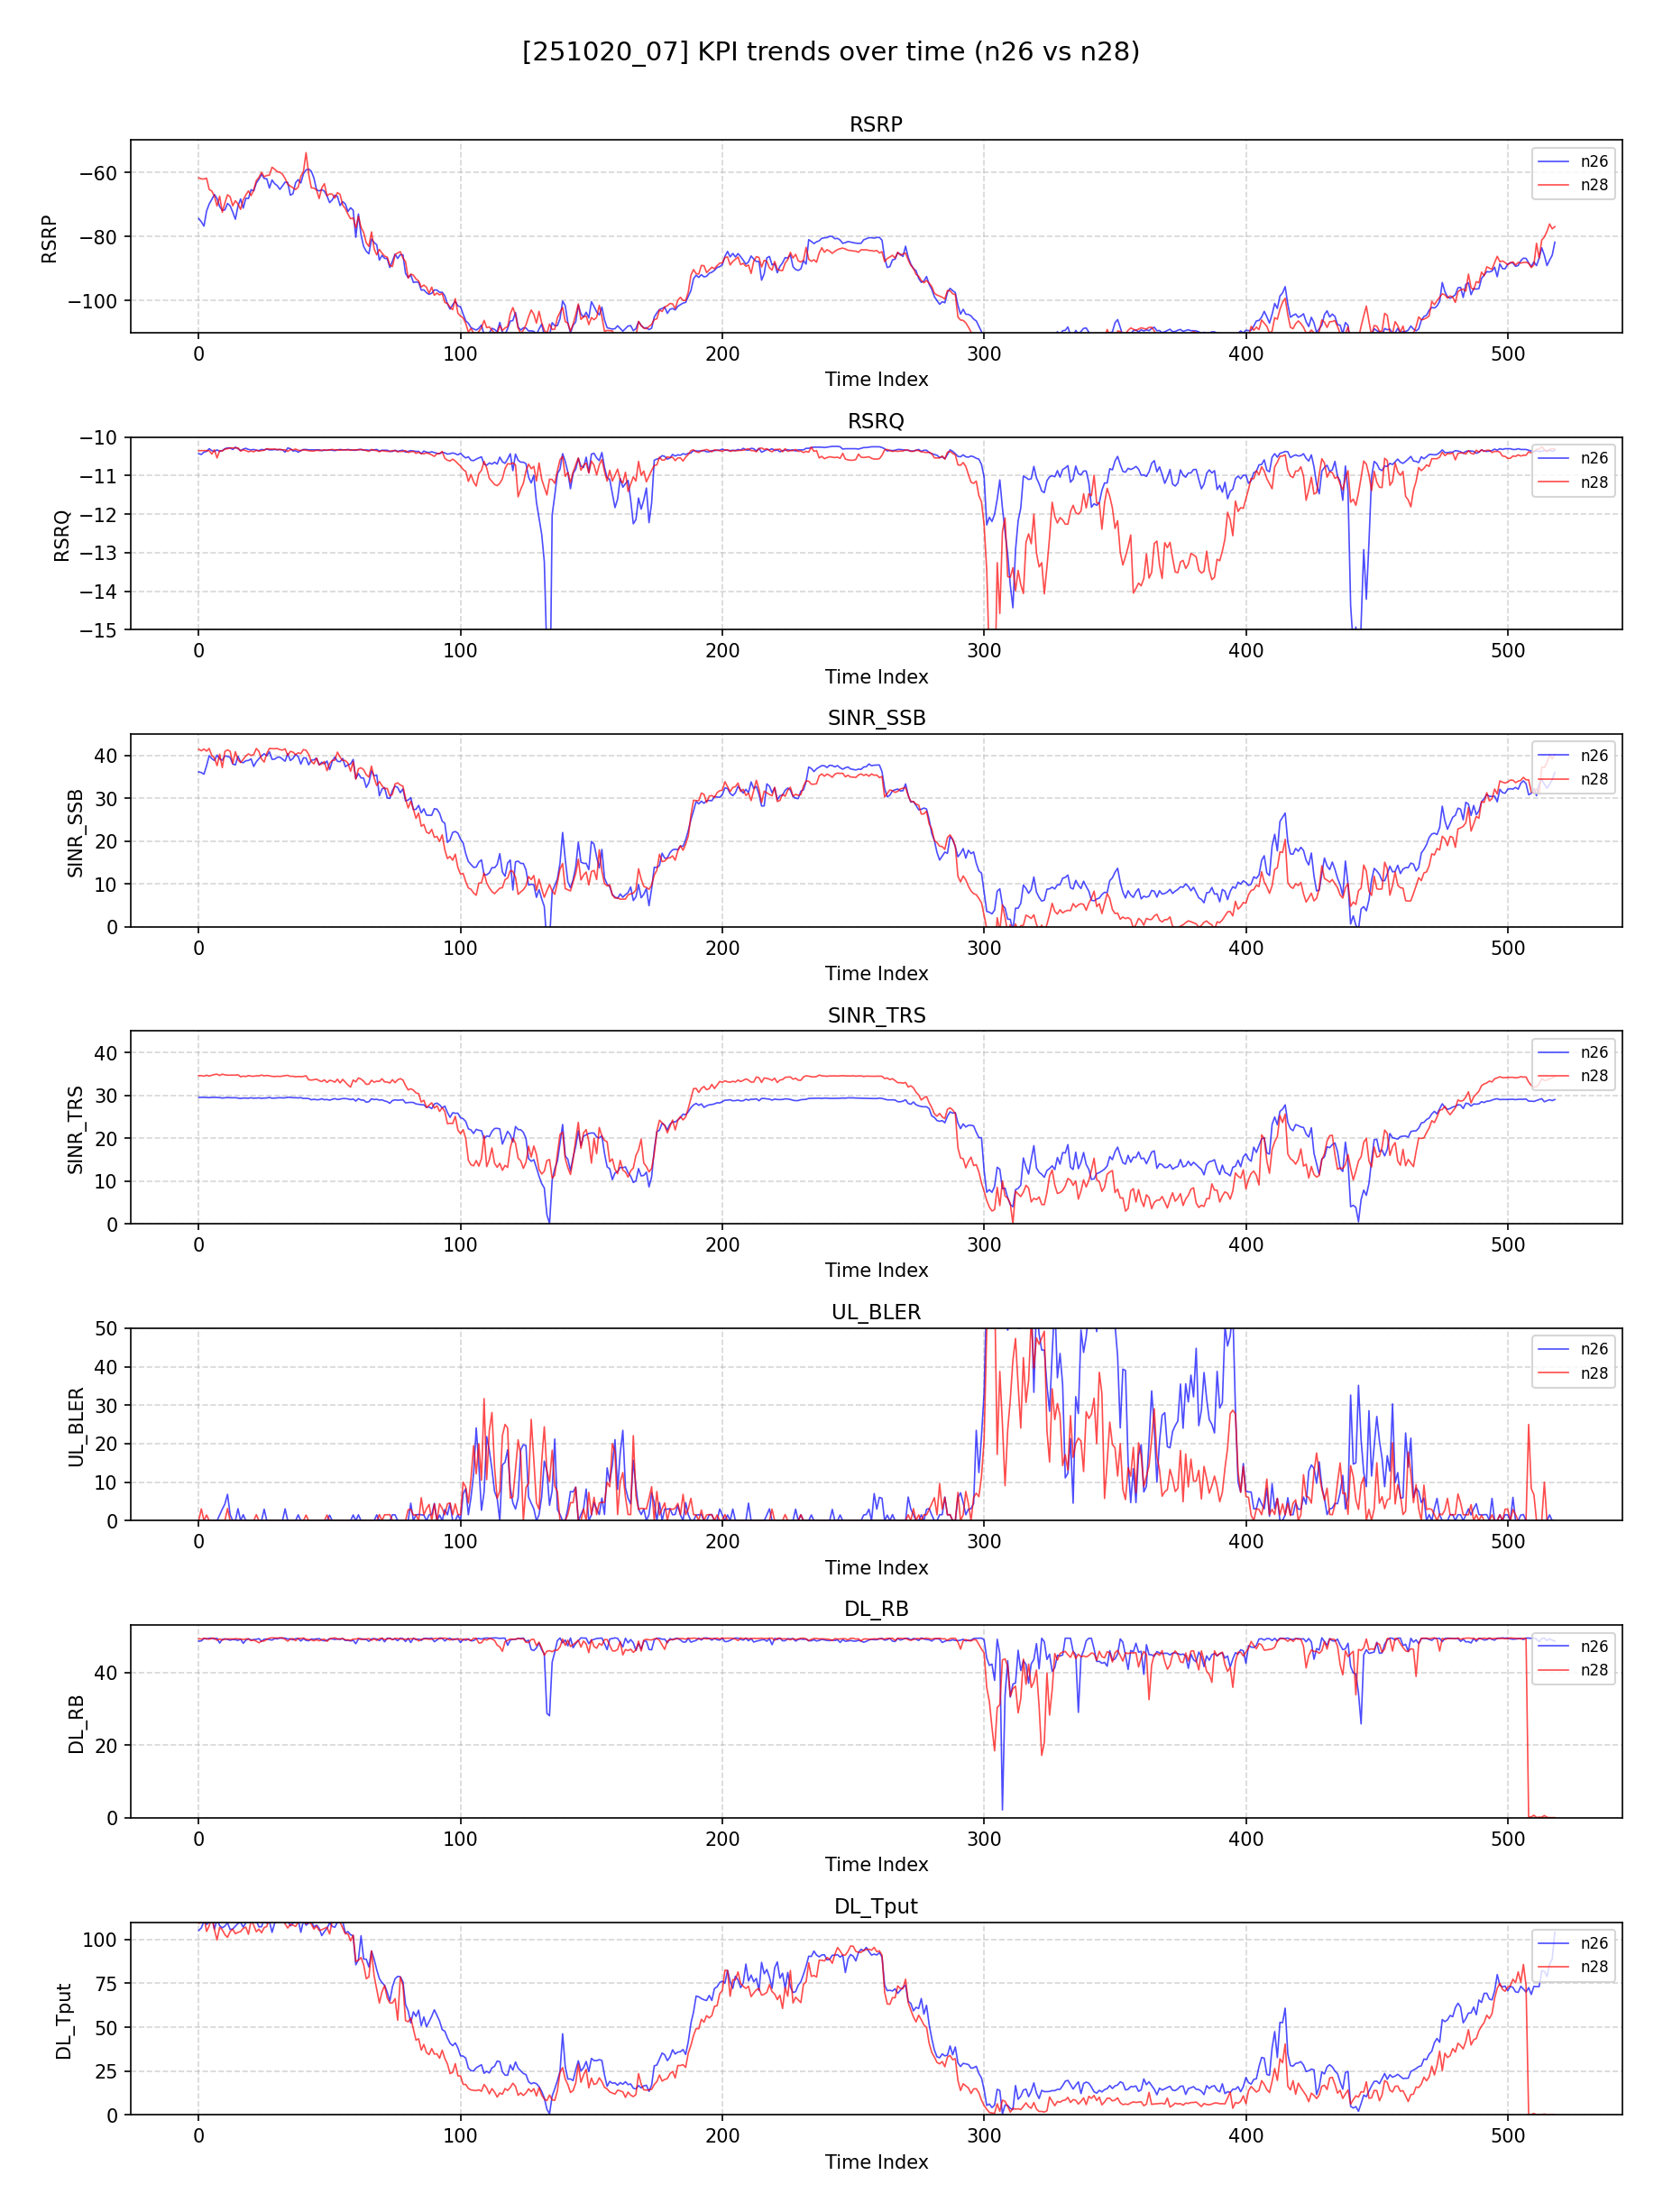 [251020_07] KPI trends over time (n26 vs n28)
RSRP
RSRP
−60
−80
−100
n26
n28
0 100 200 300 400 500
Time Index
RSRQ
RSRQ
−10
−11
−12
−13
−14
−15
n26
n28
0 100 200 300 400 500
Time Index
SINR_SSB
SINR_SSB
40
30
20
10
0
n26
n28
0 100 200 300 400 500
Time Index
SINR_TRS
SINR_TRS
40
30
20
10
0
n26
n28
0 100 200 300 400 500
Time Index
UL_BLER
UL_BLER
50
40
30
20
10
0
n26
n28
0 100 200 300 400 500
Time Index
DL_RB
DL_RB
40
20
0
n26
n28
0 100 200 300 400 500
Time Index
DL_Tput
DL_Tput
100
75
50
25
0
n26
n28
0 100 200 300 400 500
Time Index